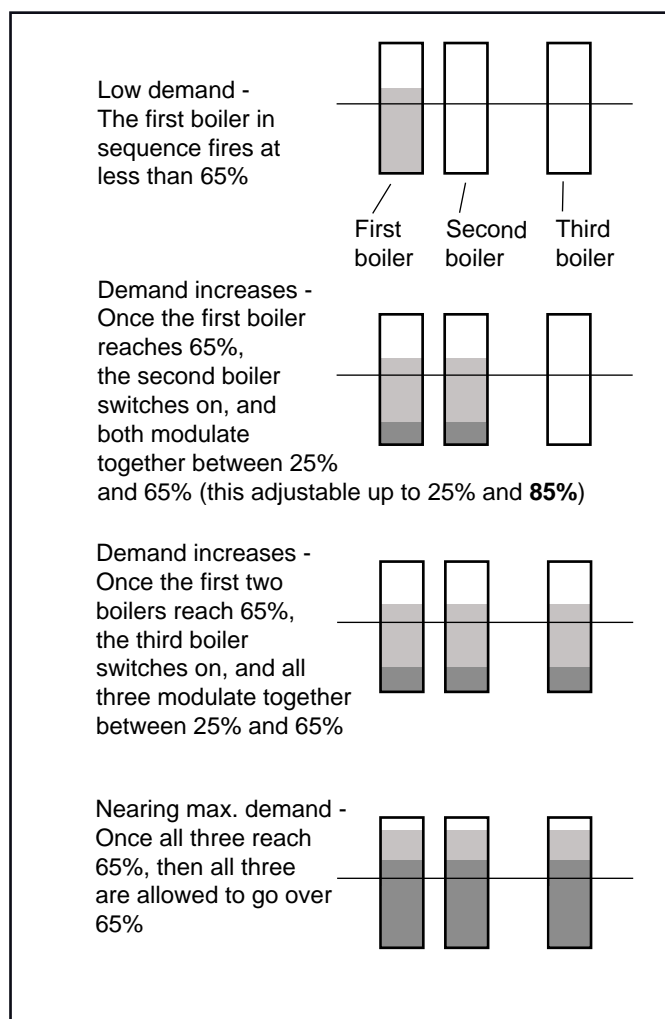 Low demand -
The first boiler in
sequence fires at
less than 65%
First
boiler
Second
boiler
Third
boiler
Demand increases -
Once the first boiler
reaches 65%,
the second boiler
switches on, and
both modulate
together between 25%
and 65% (this adjustable up to 25% and 85%)
Demand increases -
Once the first two
boilers reach 65%,
the third boiler
switches on, and all
three modulate together
between 25% and 65%
Nearing max. demand -
Once all three reach
65%, then all three
are allowed to go over
65%